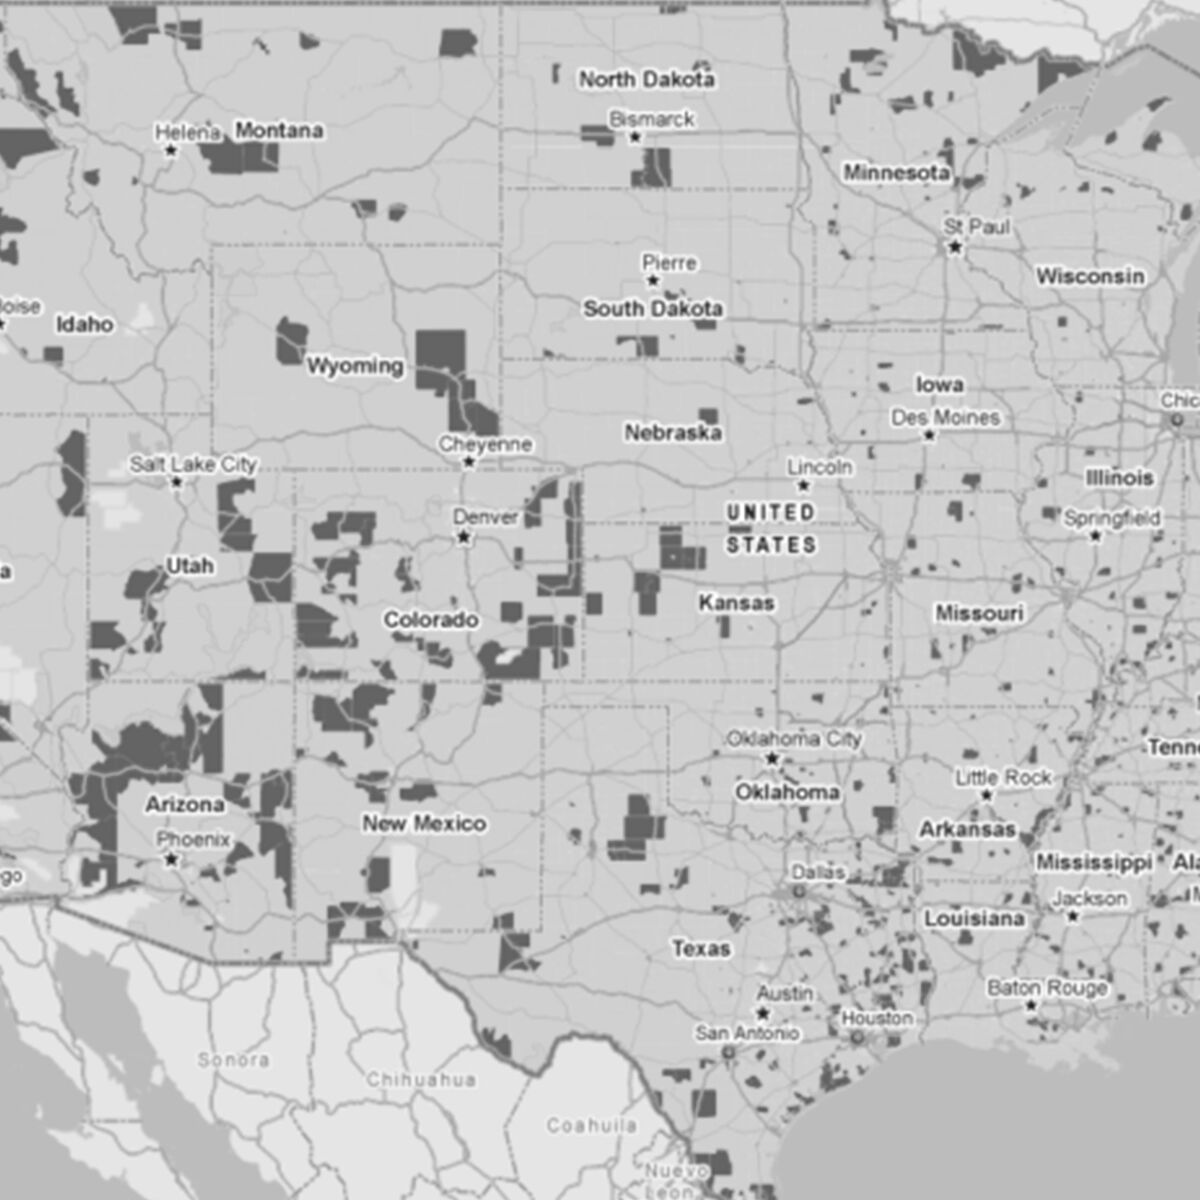 North Dakota
Bismarck
Helena
Montana
Minnesota
St Paul
Pierre
Wisconsin
South Dakota
oise
Idaho
Wyoming
Iowa
Chic
Des Moines
Nebraska
Cheyenne
Salt Lake City
Lincoln
Illinois
UNITED
STATES
Denver
Springfield
Utah
a
Kansas
Missouri
Colorado
Oklahoma City
Tenne
Little Rock
Oklahoma
Arizona
New Mexico
Arkansas
Phoenix
Mississippi
Ala
go
Dallas
Jackson
Louisiana
Texas
Baton Rouge
Austin
Houston
San Antonio
Sonora
Chihuahua
Coahuila
Nuevo
León